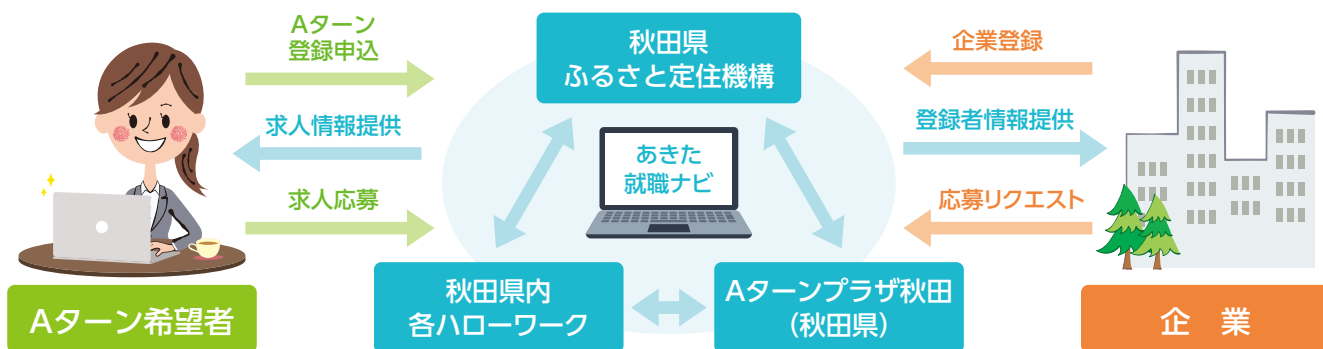 Aターン
登録申込
求人情報提供
求人応募
Aターン希望者
秋田県
ふるさと定住機構
あきた
就職ナビ
秋田県内
各ハローワーク
Aターンプラザ秋田
(秋田県)
企業登録
登録者情報提供
応募リクエスト
企　業